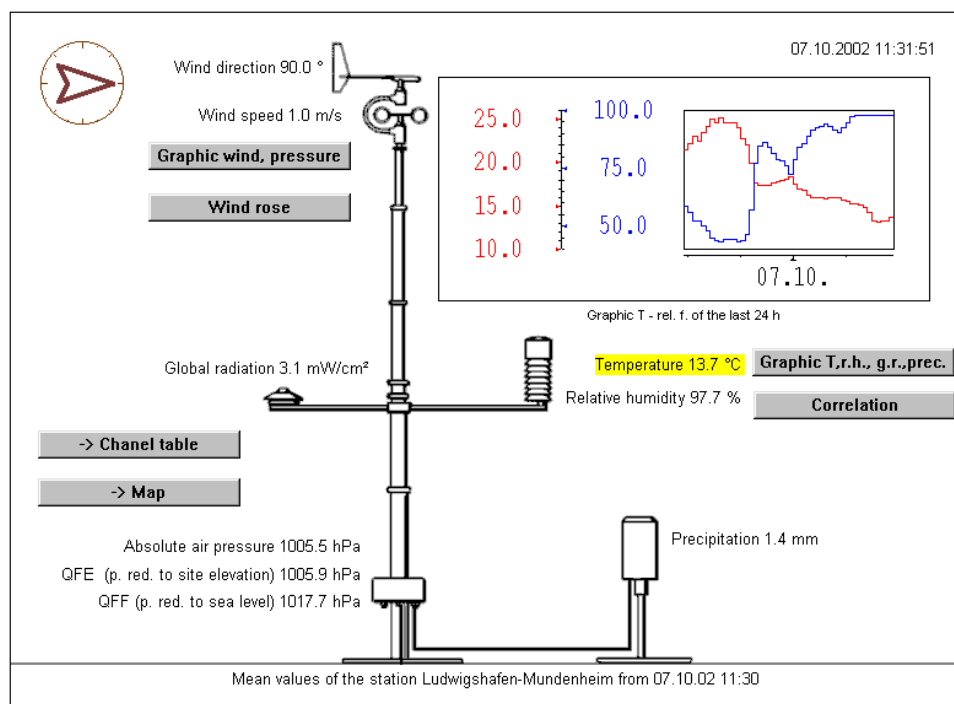 07.10.2002 11:31:51
Wind direction 90.0 °
Wind speed 1.0 m/s
Graphic wind, pressure
Wind rose
25.0
20.0
15.0
10.0
100.0
75.0
50.0
07.10.
Graphic T - rel. f. of the last 24 h
Global radiation 3.1 mW/cm²
Temperature 13.7 °C
Graphic T,r.h., g.r.,prec.
Relative humidity 97.7 %
Correlation
-> Chanel table
-> Map
Absolute air pressure 1005.5 hPa
QFE (p. red. to site elevation) 1005.9 hPa
QFF (p. red. to sea level) 1017.7 hPa
Precipitation 1.4 mm
Mean values of the station Ludwigshafen-Mundenheim from 07.10.02 11:30